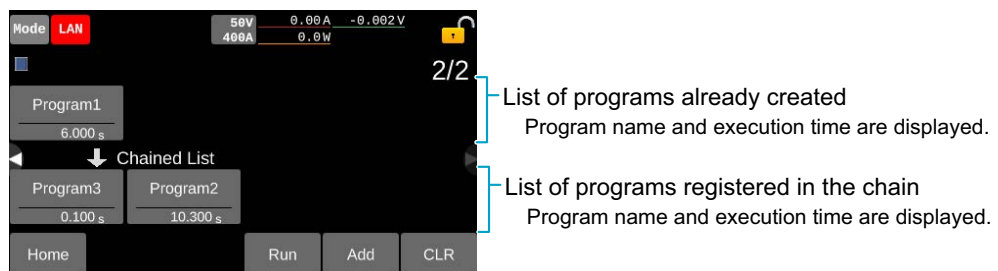 Mode LAN 50V 400A 0.00A -0.002V 0.0W
2/2
Program1
6.000 s
Chained List
Program3 Program2
0.100 s 10.300 s
Home Run Add CLR
List of programs already created
Program name and execution time are displayed.
List of programs registered in the chain
Program name and execution time are displayed.